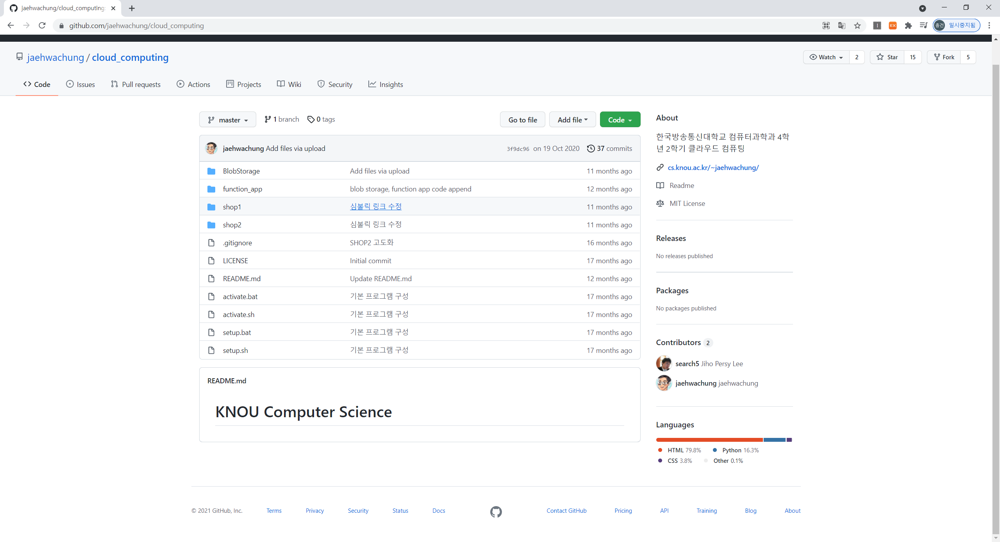 jaehwachung/cloud_computing:
github.com/jaehwachung/cloud_computing
충건 일시중지됨
jaehwachung / cloud_computing
Watch 2 Star 15 Fork 5
Code Issues Pull requests Actions Projects Wiki Security Insights
master 1 branch 0 tags Go to file Add file Code
jaehwachung Add files via upload 3f9dc96 on 19 Oct 2020 37 commits
BlobStorage Add files via upload 11 months ago
function_app blob storage, function app code append 12 months ago
shop1 심볼릭 링크 수정 11 months ago
shop2 심볼릭 링크 수정 11 months ago
.gitignore SHOP2 고도화 16 months ago
LICENSE Initial commit 17 months ago
README.md Update README.md 12 months ago
activate.bat 기본 프로그램 구성 17 months ago
activate.sh 기본 프로그램 구성 17 months ago
setup.bat 기본 프로그램 구성 17 months ago
setup.sh 기본 프로그램 구성 17 months ago
README.md
KNOU Computer Science
About
한국방송통신대학교 컴퓨터과학과 4학
년 2학기 클라우드 컴퓨팅
cs.knou.ac.kr/~jaehwachung/
Readme
MIT License
Releases
No releases published
Packages
No packages published
Contributors 2
search5 Jiho Persy Lee
jaehwachung jaehwachung
Languages
HTML 79.8% Python 16.3%
CSS 3.8% Other 0.1%
© 2021 GitHub, Inc. Terms Privacy Security Status Docs Contact GitHub Pricing API Training Blog About